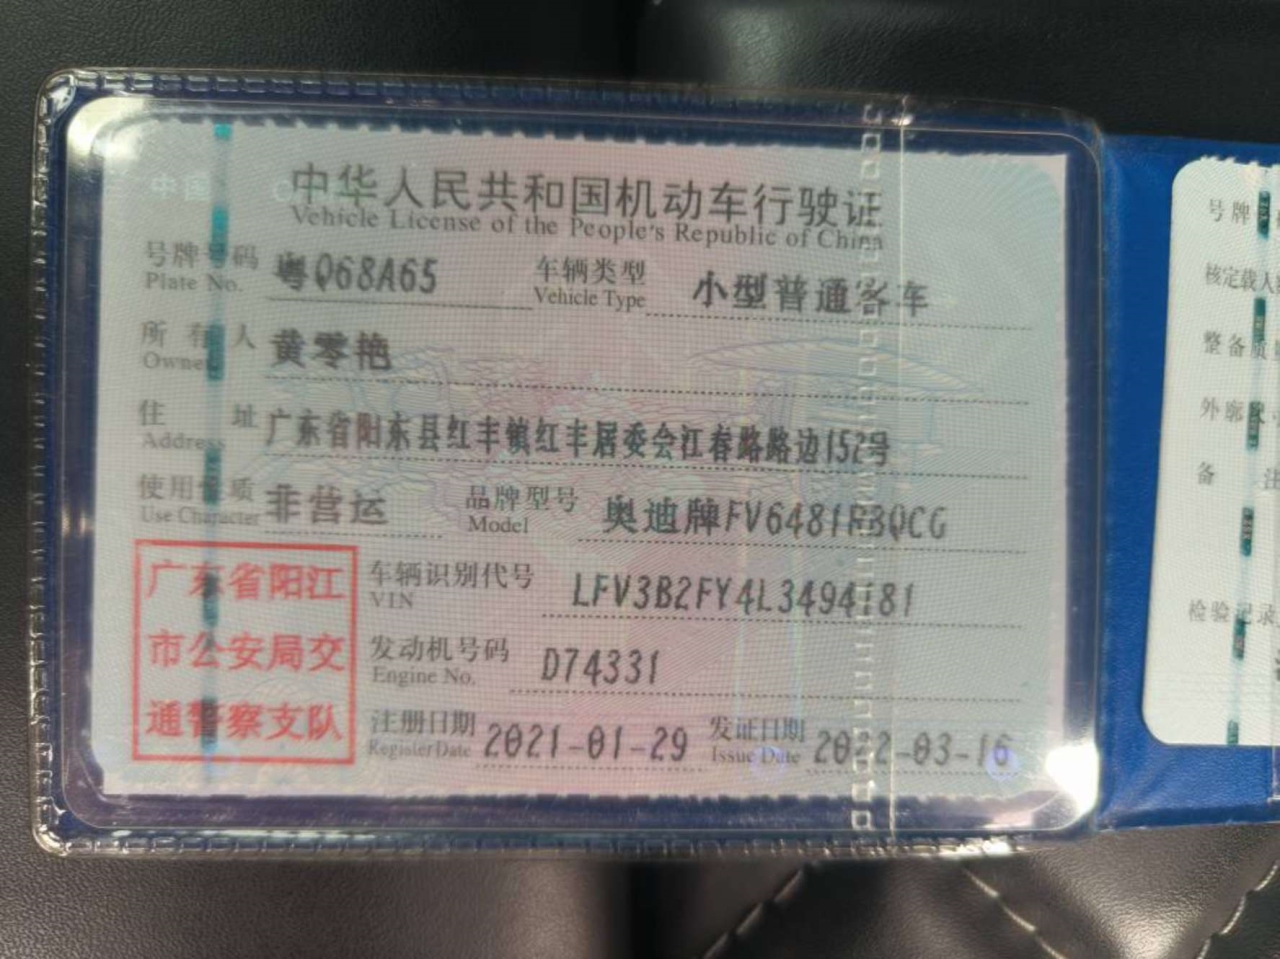 中华人民共和国机动车行驶证
Vehicle License of the People's Republic of China
号牌号码 粤Q68A65 车辆类型 小型普通客车
Plate No. Vehicle Type
所有人 黄零艳
Owner
住址 广东省阳东县红丰镇红丰居委会江春路路边152号
Address
使用性质 非营运 品牌型号 奥迪牌FV6481RBQCG
Use Character Model
广东省阳江
市公安局交
通警察支队
车辆识别代号 LFV3B2FY4L3494181
VIN
发动机号码 D74331
Engine No.
注册日期 2021-01-29 发证日期 2022-03-16
Register Date Issue Date
号牌
核定载人
整备质
外廓
备注
检验记录